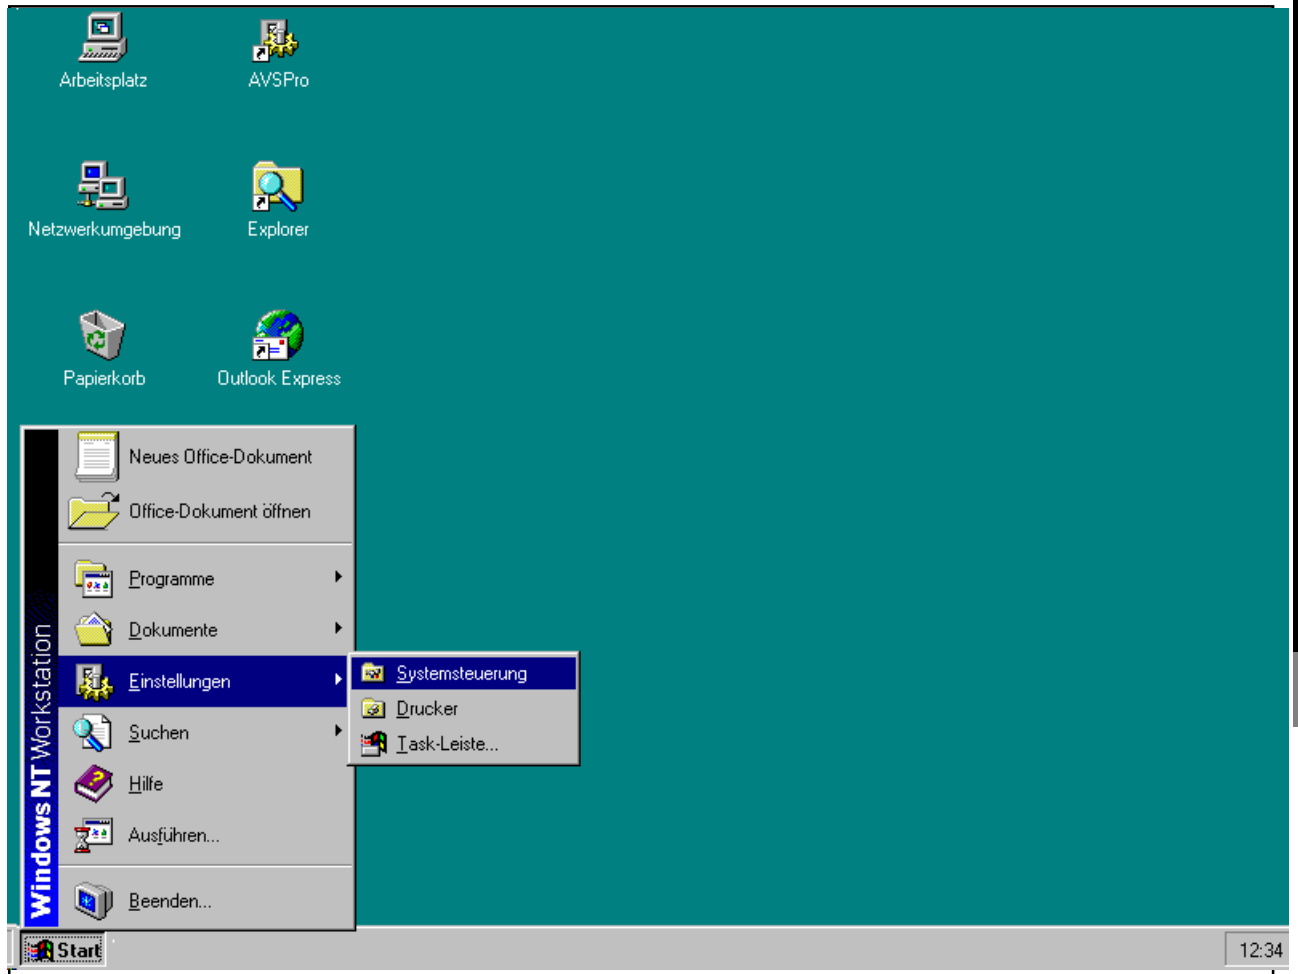 Arbeitsplatz
AVSPro
Netzwerkumgebung
Explorer
Papierkorb
Outlook Express
Neues Office-Dokument
Office-Dokument öffnen
Programme
Dokumente
Einstellungen
Suchen
Hilfe
Ausführen...
Beenden...
Windows NT Workstation
Systemsteuerung
Drucker
Task-Leiste...
Start
12:34